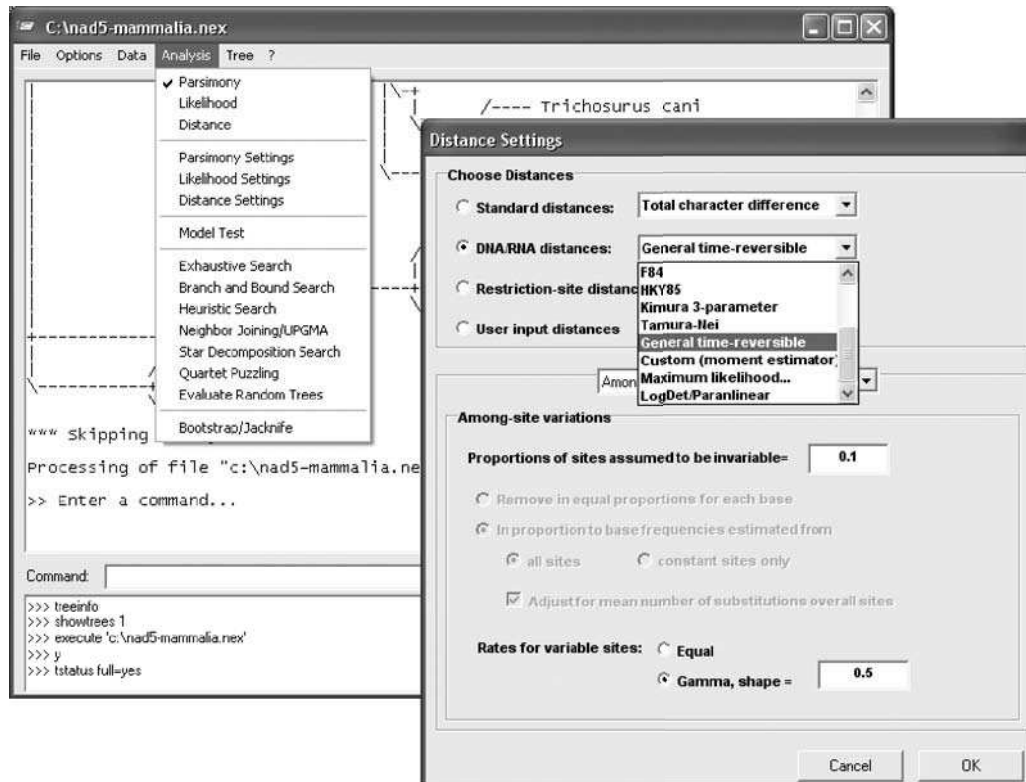 C:\nad5-mammalia.nex
File Options Data Analysis Tree ?
Parsimony
Likelihood
Distance
Parsimony Settings
Likelihood Settings
Distance Settings
Model Test
Exhaustive Search
Branch and Bound Search
Heuristic Search
Neighbor Joining/UPGMA
Star Decomposition Search
Quartet Puzzling
Evaluate Random Trees
Bootstrap/Jacknife
/---- Trichosurus cani
*** Skipping
Processing of file "c:\nad5-mammalia.ne
>> Enter a command...
Command:
>>> treeinfo
>>> showtrees 1
>>> execute 'c:\nad5-mammalia.nex'
>>> y
>>> tstatus full=yes
Distance Settings
Choose Distances
Standard distances: Total character difference
DNA/RNA distances: General time-reversible
Restriction-site distanc
User input distances
F84
HKY85
Kimura 3-parameter
Tamura-Nei
General time-reversible
Custom (moment estimator)
Maximum likelihood...
LogDet/Paranlinear
Amon
Among-site variations
Proportions of sites assumed to be invariable= 0.1
Remove in equal proportions for each base
In proportion to base frequencies estimated from
all sites constant sites only
Adjust for mean number of substitutions overall sites
Rates for variable sites: Equal
Gamma, shape = 0.5
Cancel OK